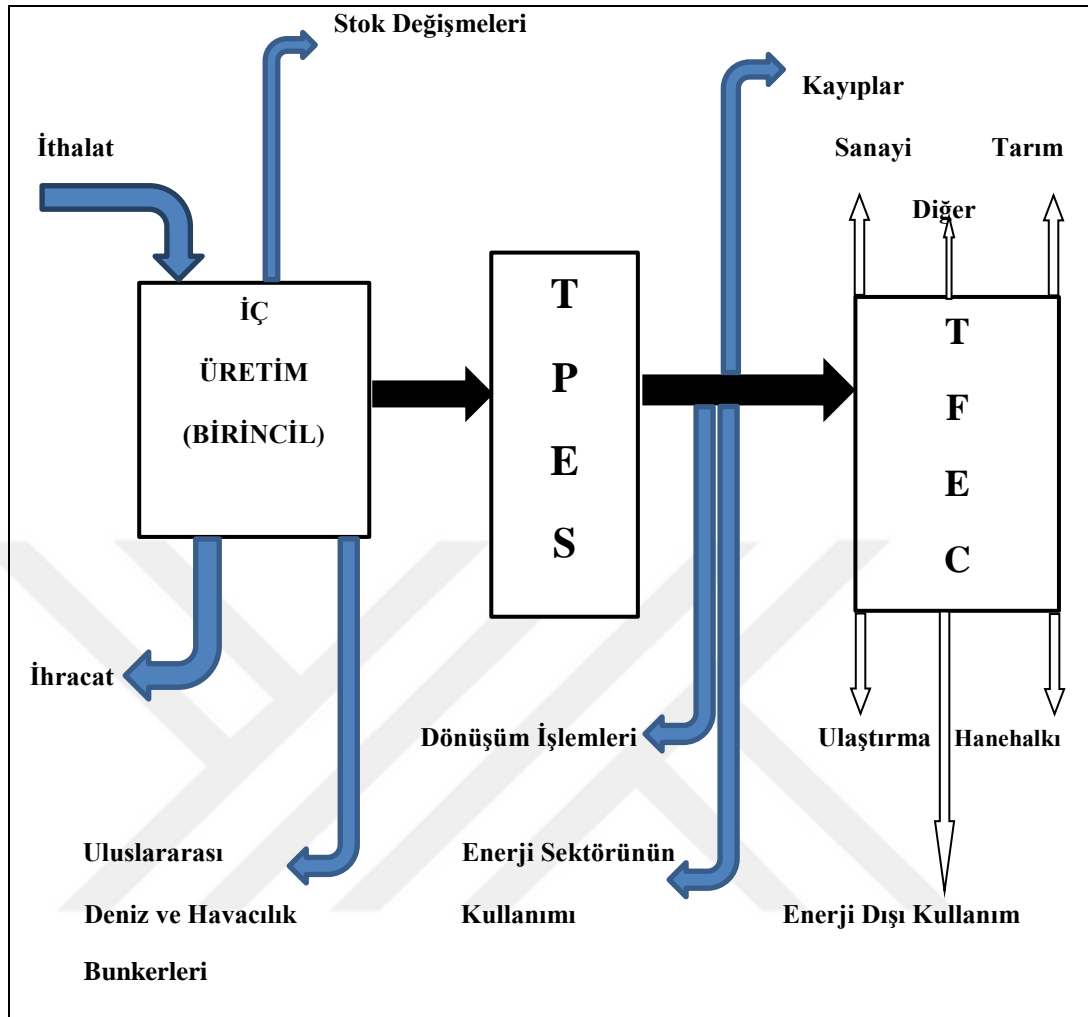 Stok Değişmeleri
Kayıplar
İthalat
Sanayi
Tarım
Diğer
İÇ
ÜRETİM
(BİRİNCİL)
T
P
E
S
T
F
E
C
İhracat
Dönüşüm İşlemleri
Ulaştırma
Hanehalkı
Uluslararası
Deniz ve Havacılık
Bunkerleri
Enerji Sektörünün
Kullanımı
Enerji Dışı Kullanım